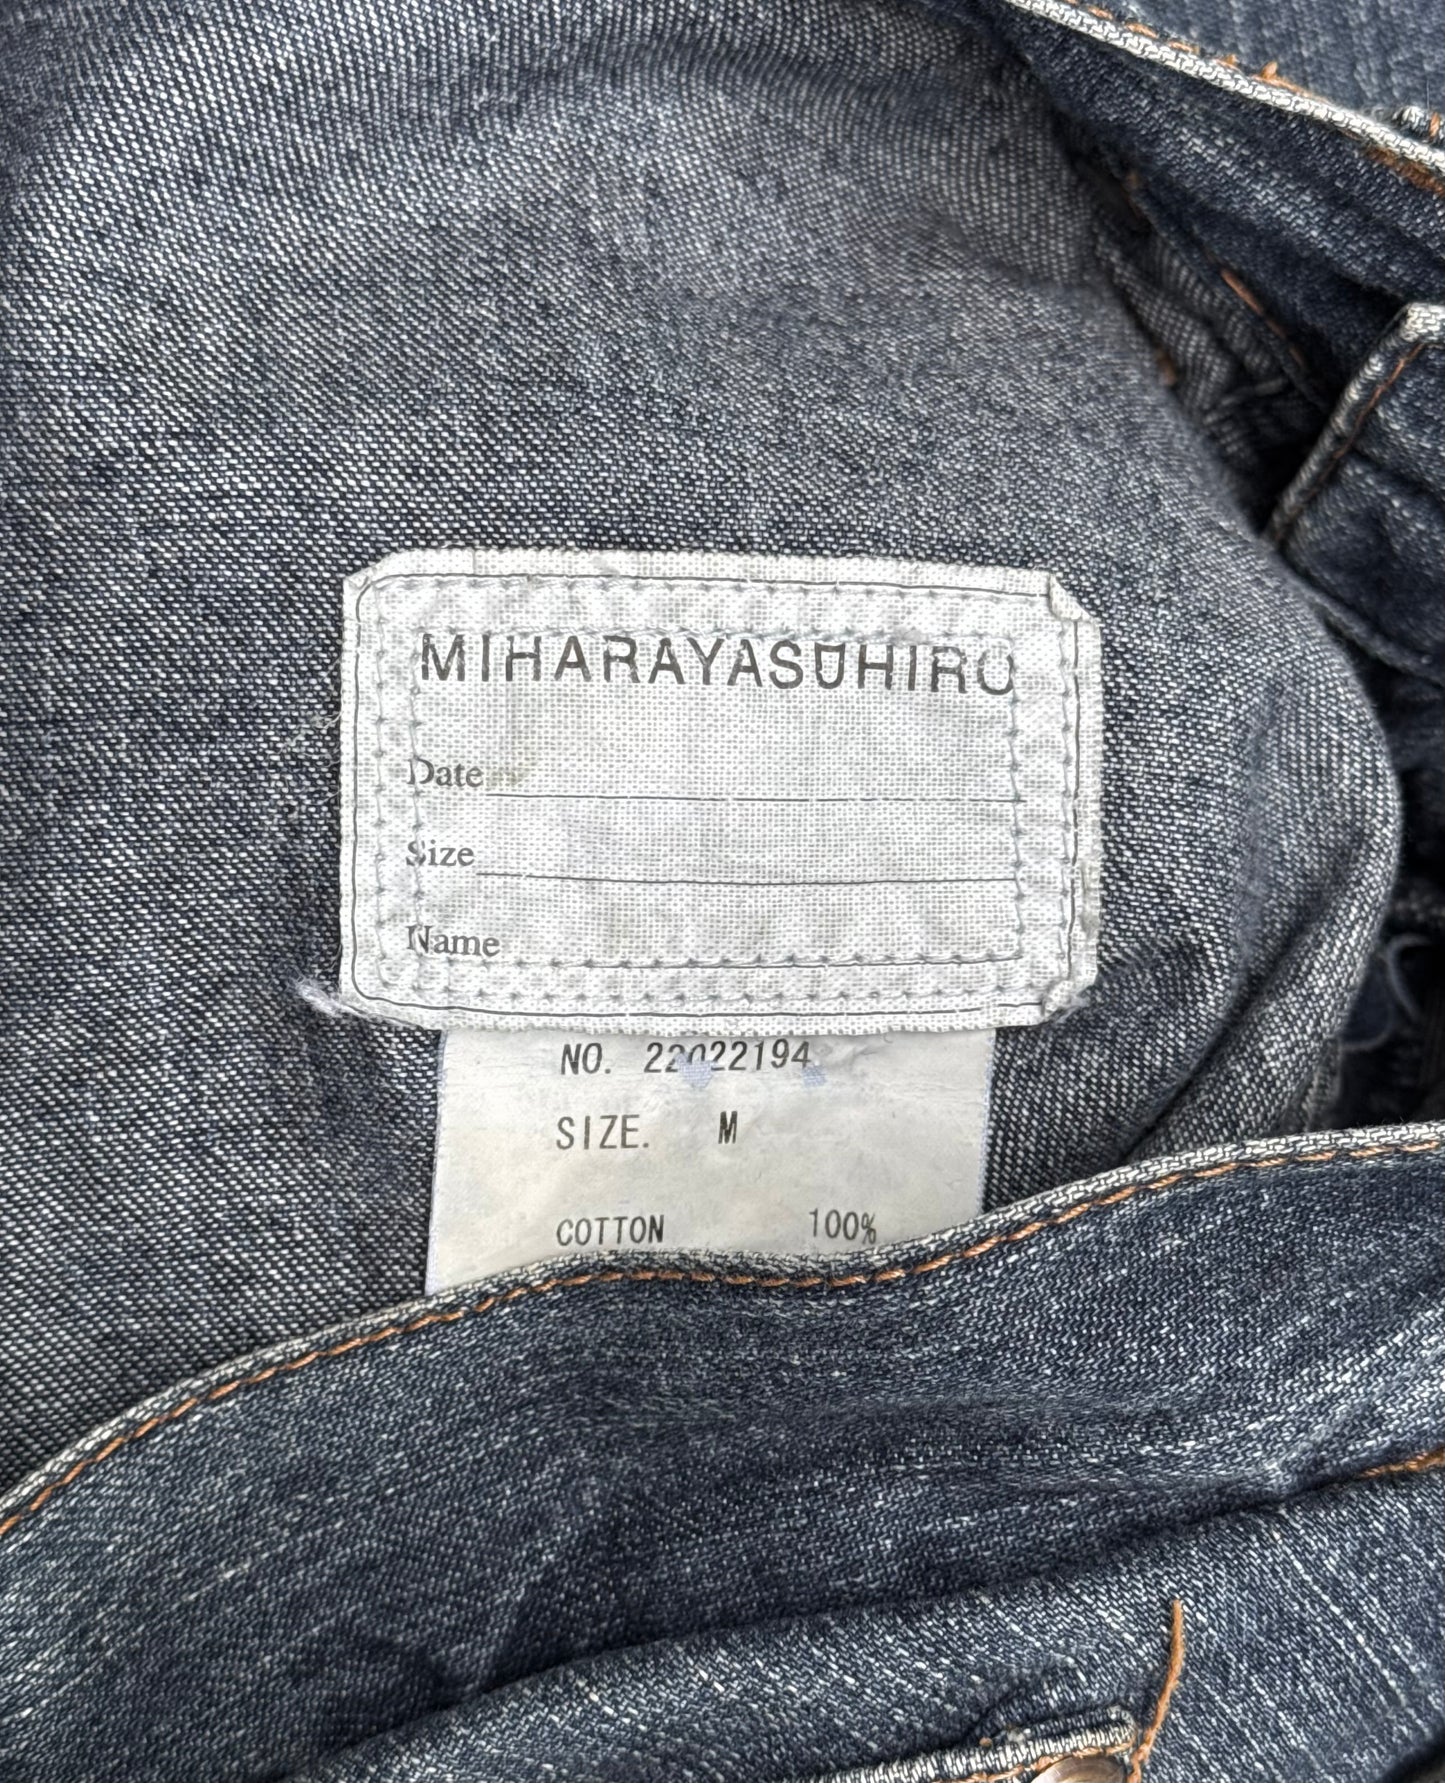 MIHARAYASUHIRO
Date
Size
Name
NO. 22022194
SIZE. M
COTTON 100%